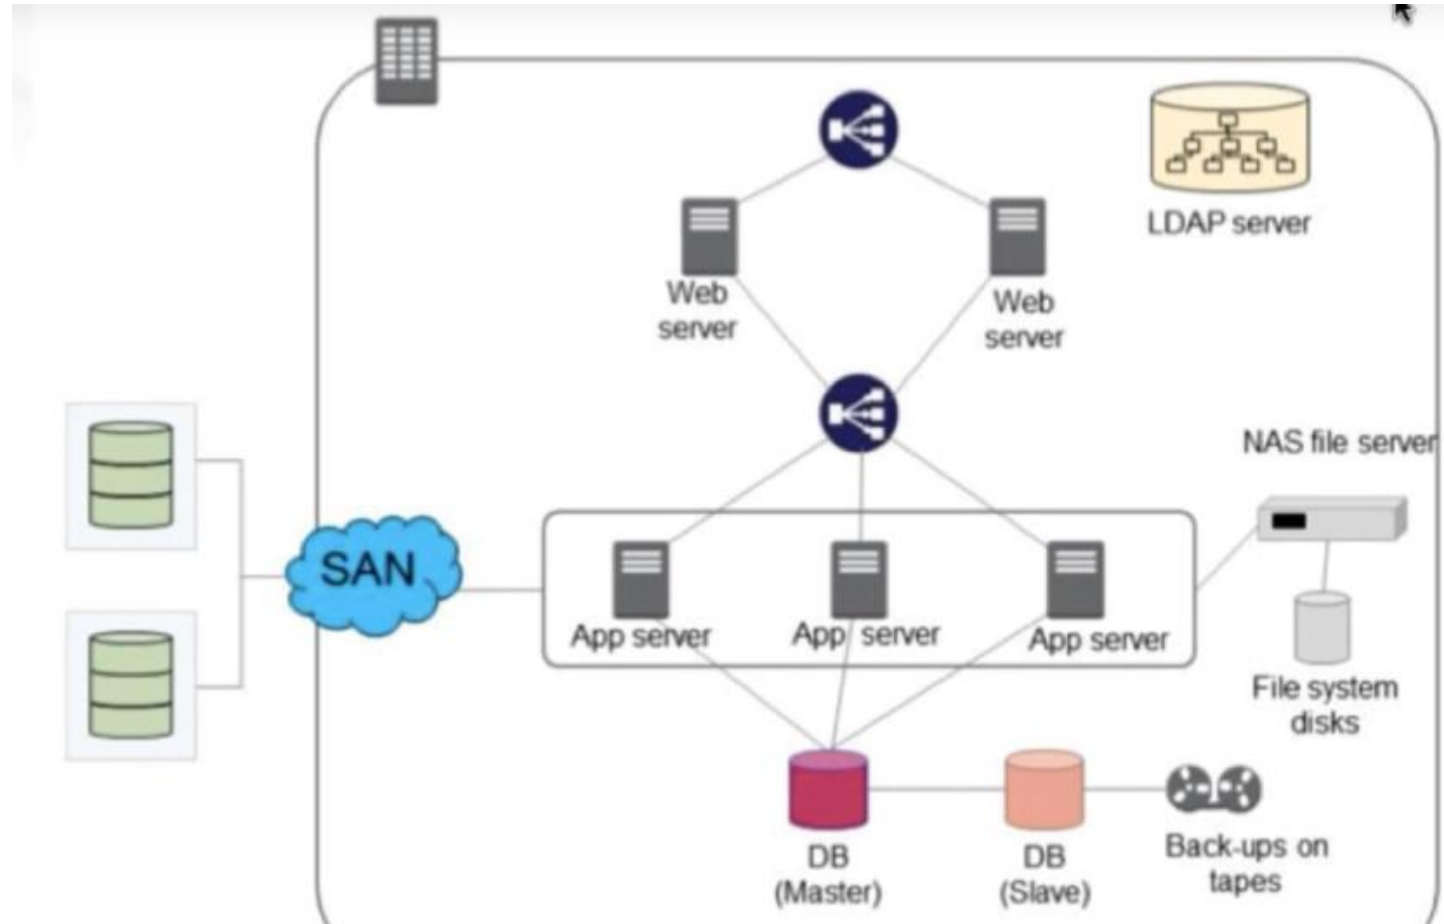 LDAP server
Web
server
Web
server
NAS file server
SAN
App server
App server
App server
File system
disks
DB
(Master)
DB
(Slave)
Back-ups on
tapes